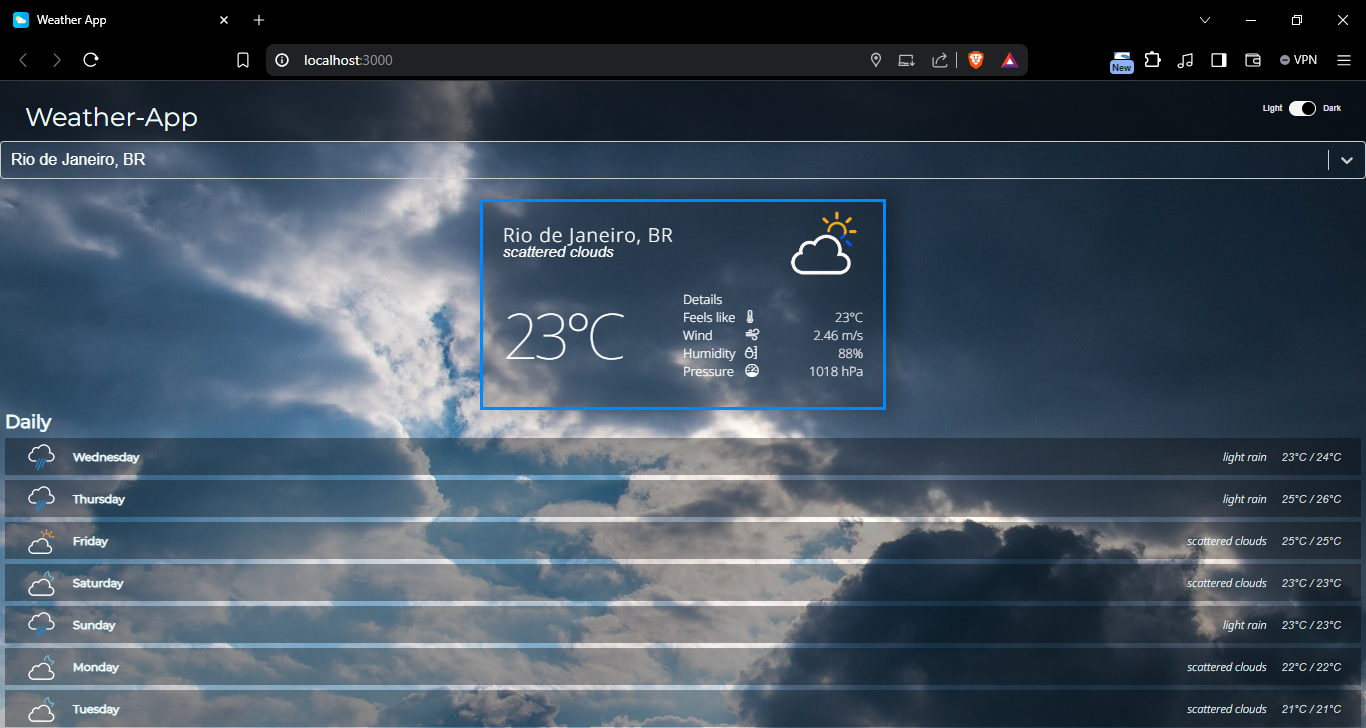 Weather App
localhost:3000
New
VPN
Weather-App
Light Dark
Rio de Janeiro, BR
Rio de Janeiro, BR
scattered clouds
23°C
Details
Feels like 23°C
Wind 2.46 m/s
Humidity 88%
Pressure 1018 hPa
Daily
Wednesday light rain 23°C / 24°C
Thursday light rain 25°C / 26°C
Friday scattered clouds 25°C / 25°C
Saturday scattered clouds 23°C / 23°C
Sunday light rain 23°C / 23°C
Monday scattered clouds 22°C / 22°C
Tuesday scattered clouds 21°C / 21°C